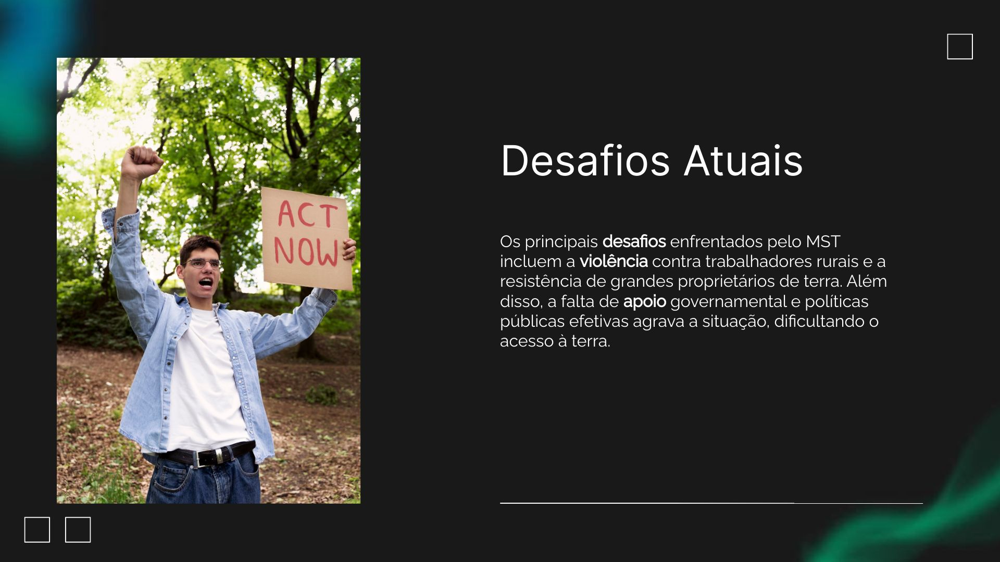 ACT
NOW
Desafios Atuais
Os principais desafios enfrentados pelo MST
incluem a violência contra trabalhadores rurais e a
resistência de grandes proprietários de terra. Além
disso, a falta de apoio governamental e políticas
públicas efetivas agrava a situação, dificultando o
acesso à terra.